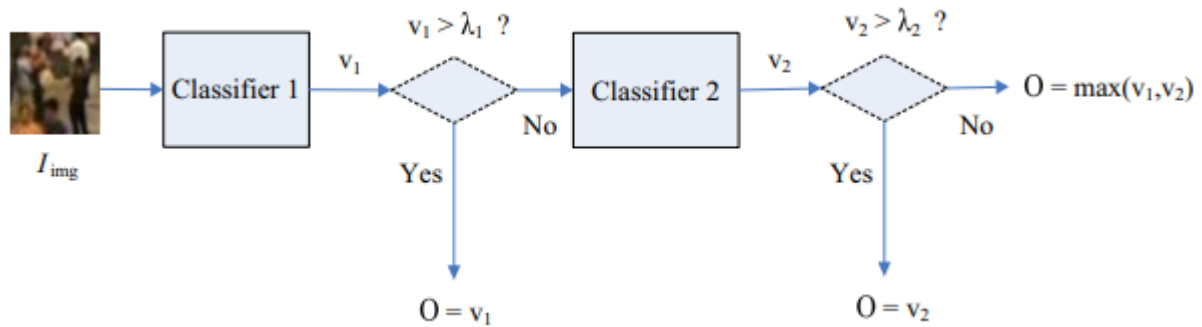 v₁ > λ₁ ?
v₂ > λ₂ ?
v₁
v₂
Classifier 1
Classifier 2
O = max(v₁,v₂)
No
No
I img
Yes
Yes
O = v₁
O = v₂